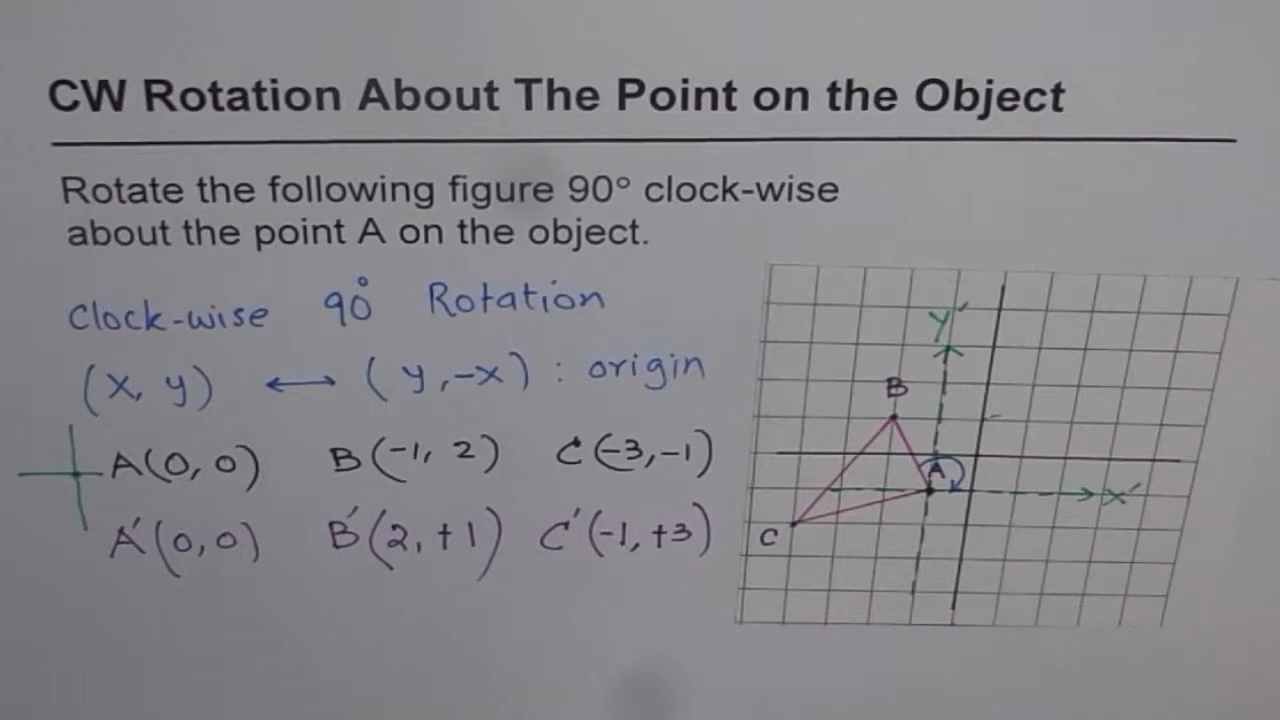 CW Rotation About The Point on the Object
Rotate the following figure 90° clock-wise
about the point A on the object.
Clock-wise 90° Rotation
(x, y) ⟷ (y, -x) : origin
A(0, 0) B(-1, 2) C(-3, -1)
A'(0, 0) B'(2, +1) C'(-1, +3)
Y'
B
A
X'
C